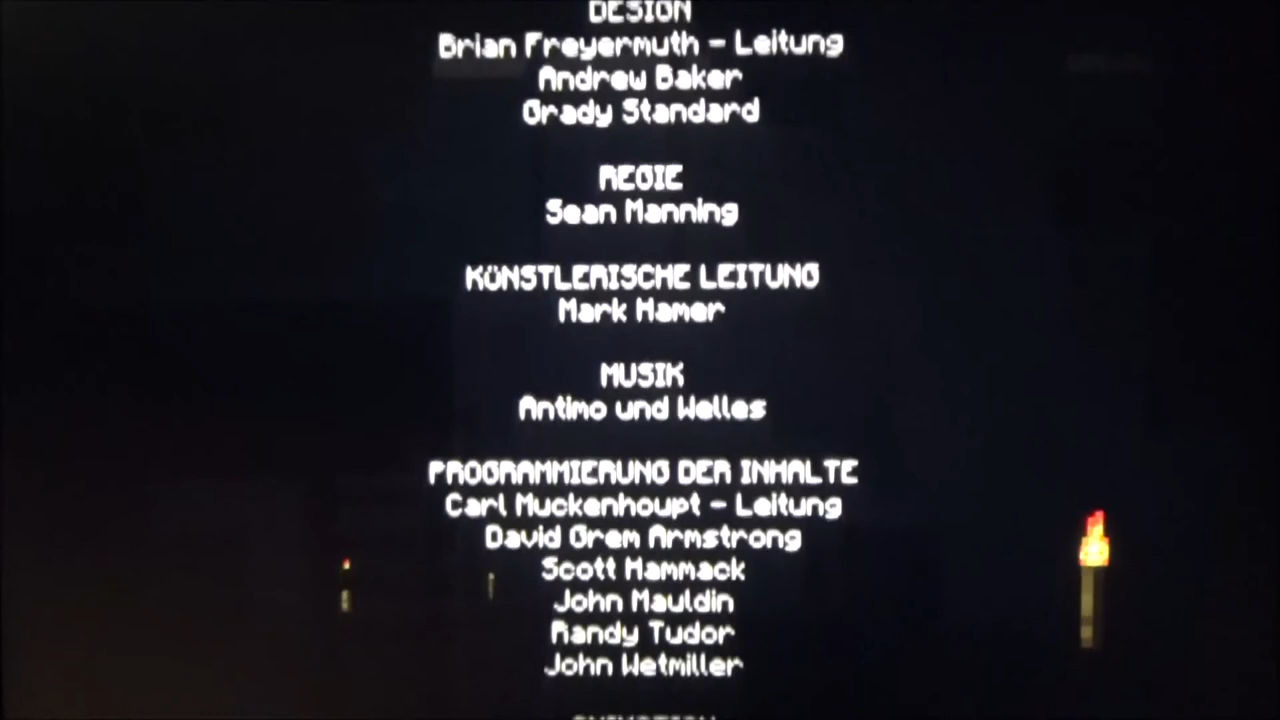 DESIGN
Brian Freyermuth – Leitung
Andrew Baker
Grady Standard
REGIE
Sean Manning
KÜNSTLERISCHE LEITUNG
Mark Hamer
MUSIK
Antimo und Welles
PROGRAMMIERUNG DER INHALTE
Carl Muckenhoupt – Leitung
David Grem Armstrong
Scott Hammack
John Mauldin
Randy Tudor
John Wetmiller